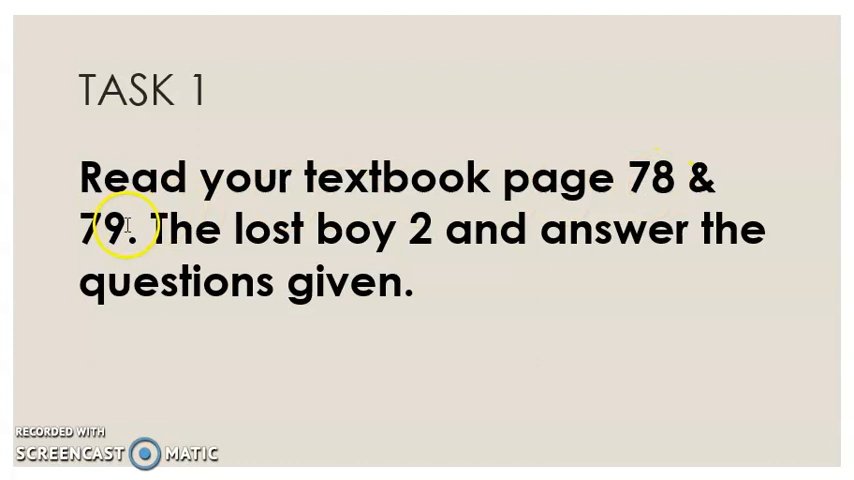 TASK 1
Read your textbook page 78 &
79. The lost boy 2 and answer the
questions given.
RECORDED WITH
SCREENCAST MATIC